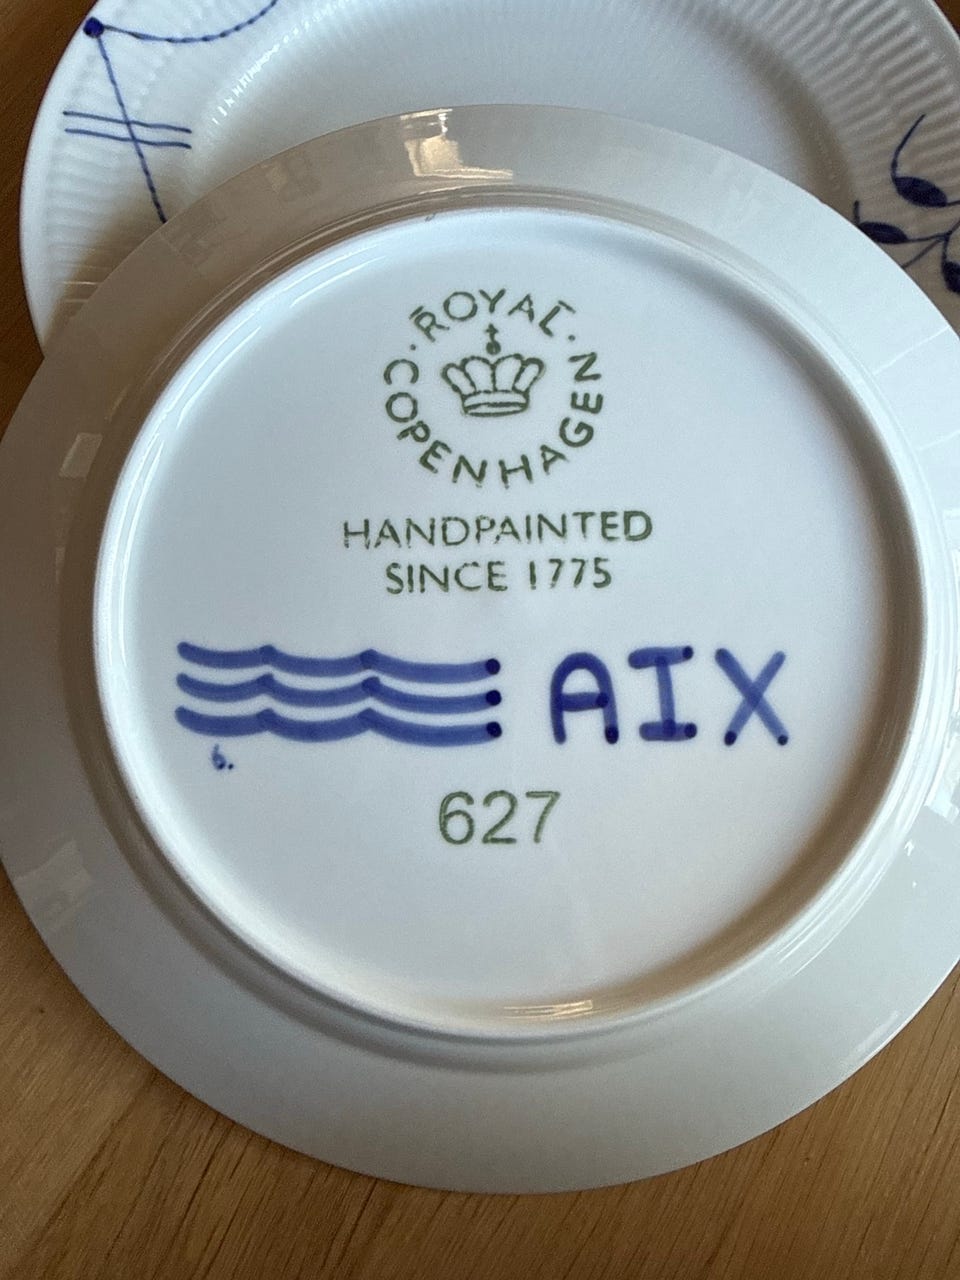 ROYAL
COPENHAGEN
HANDPAINTED
SINCE 1775
AIX
6.
627